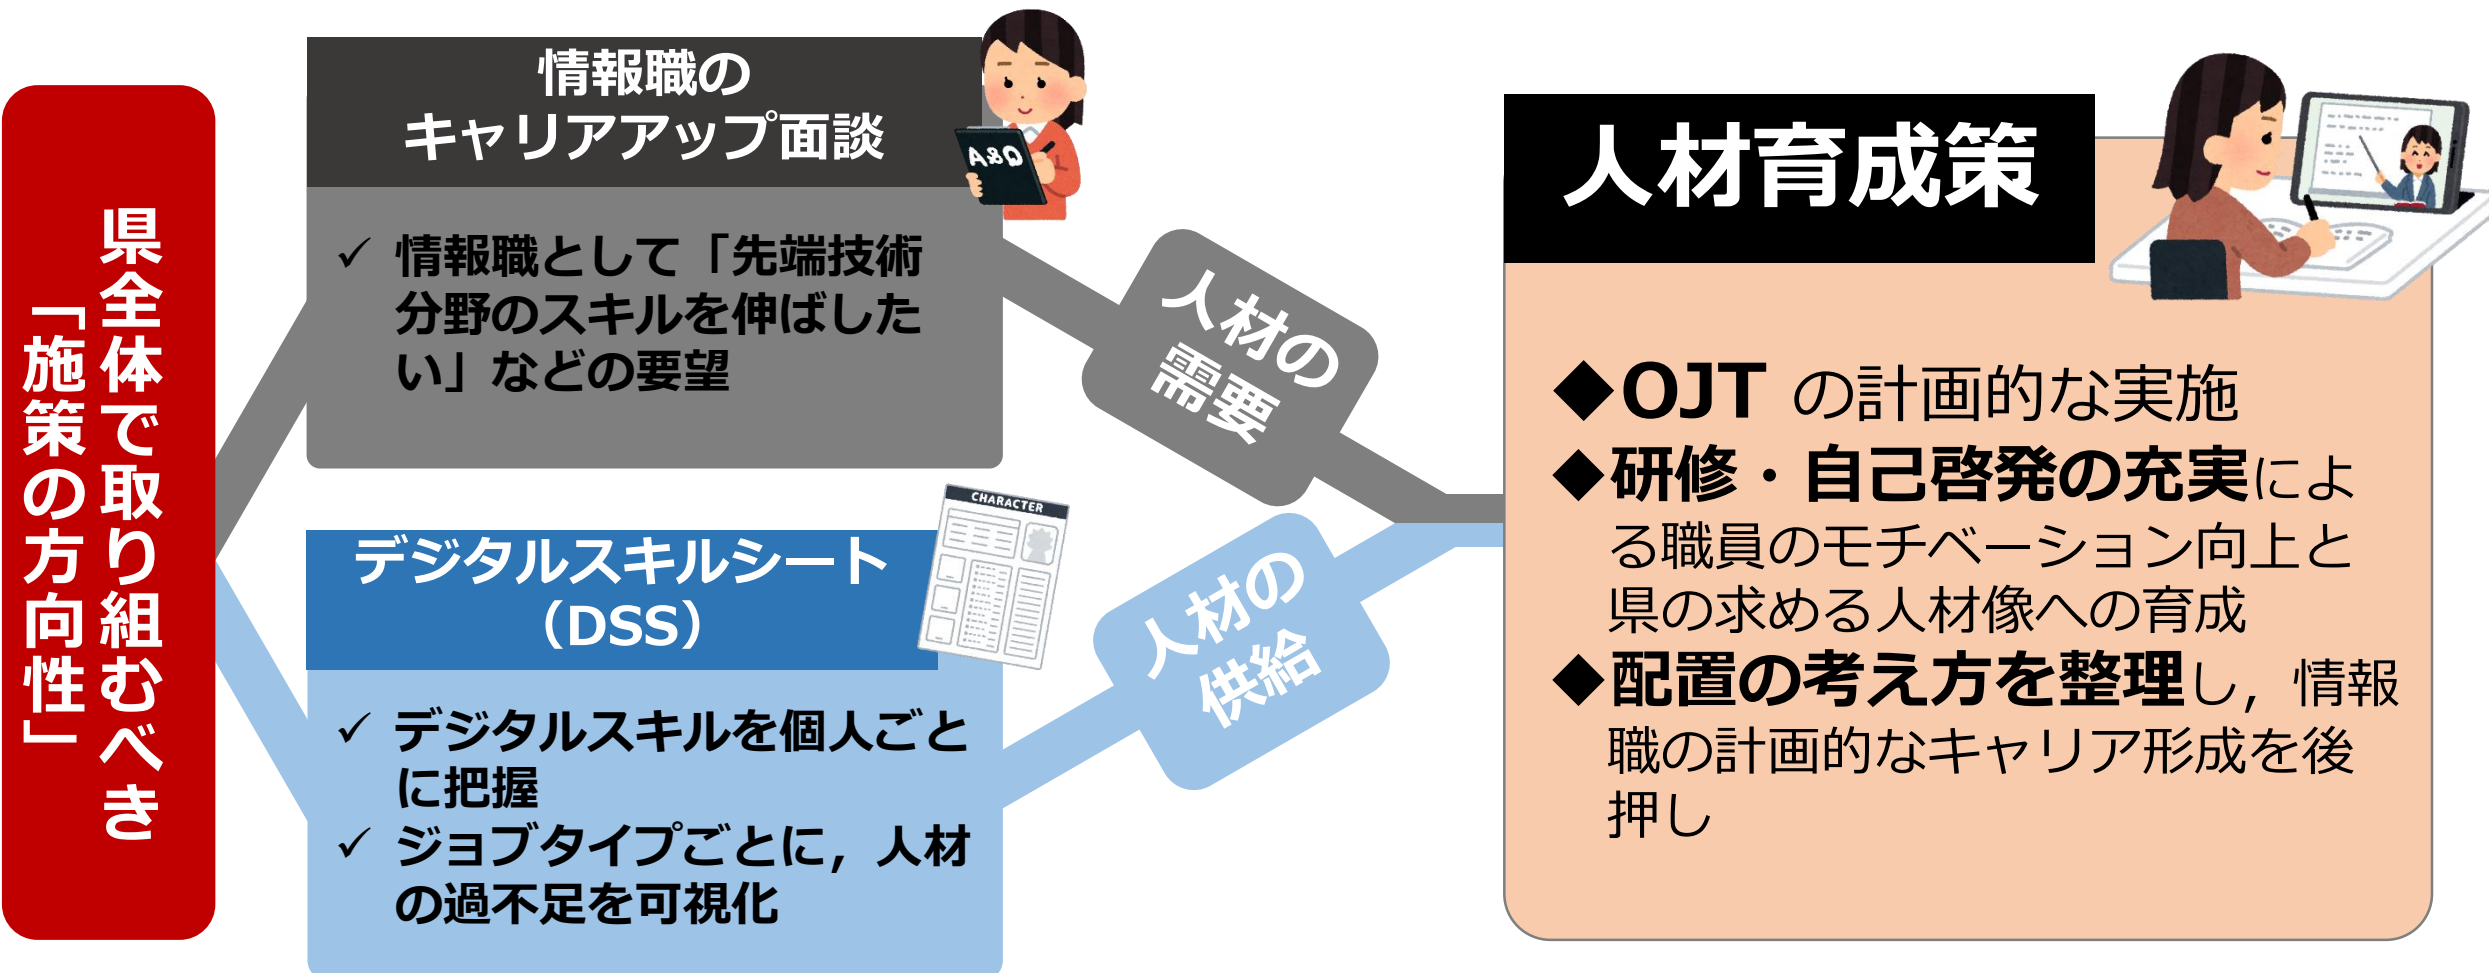 県全体で取り組むべき
「施策の方向性」
情報職の
キャリアアップ面談
A&Q
✓ 情報職として「先端技術
分野のスキルを伸ばした
い」などの要望
人材の
需要
デジタルスキルシート
（DSS）
CHARACTER
✓ デジタルスキルを個人ごと
に把握
✓ ジョブタイプごとに，人材
の過不足を可視化
人材の
供給
人材育成策
◆OJT の計画的な実施
◆研修・自己啓発の充実によ
る職員のモチベーション向上と
県の求める人材像への育成
◆配置の考え方を整理し，情報
職の計画的なキャリア形成を後
押し